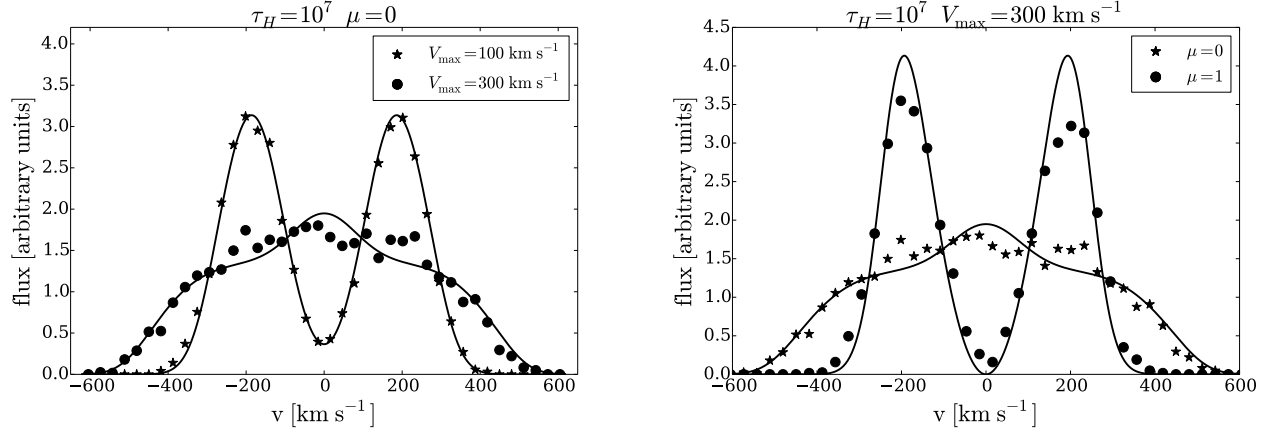 τ_H=10⁷ μ=0
4.0
3.5
3.0
2.5
2.0
1.5
1.0
0.5
0.0
flux [arbitrary units]
V_max=100 km s⁻¹
V_max=300 km s⁻¹
−600 −400 −200 0 200 400 600
v [km s⁻¹]
τ_H=10⁷ V_max=300 km s⁻¹
4.5
4.0
3.5
3.0
2.5
2.0
1.5
1.0
0.5
0.0
flux [arbitrary units]
μ=0
μ=1
−600 −400 −200 0 200 400 600
v [km s⁻¹]